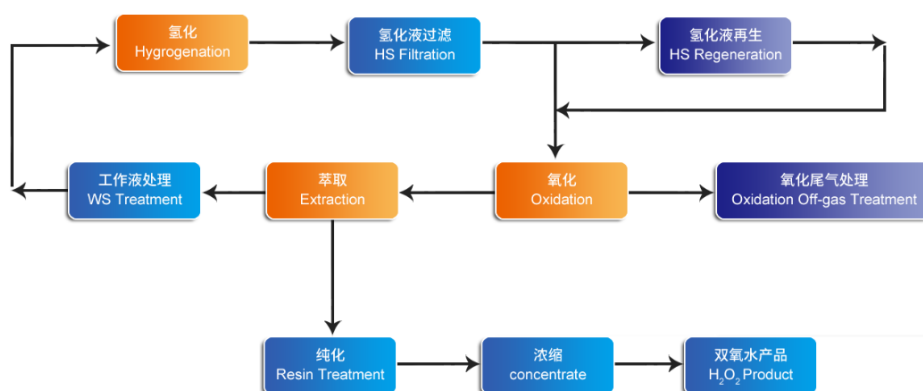 氢化
Hygrogenation
氢化液过滤
HS Filtration
氢化液再生
HS Regeneration
工作液处理
WS Treatment
萃取
Extraction
氧化
Oxidation
氧化尾气处理
Oxidation Off-gas Treatment
纯化
Resin Treatment
浓缩
concentrate
双氧水产品
H₂O₂ Product